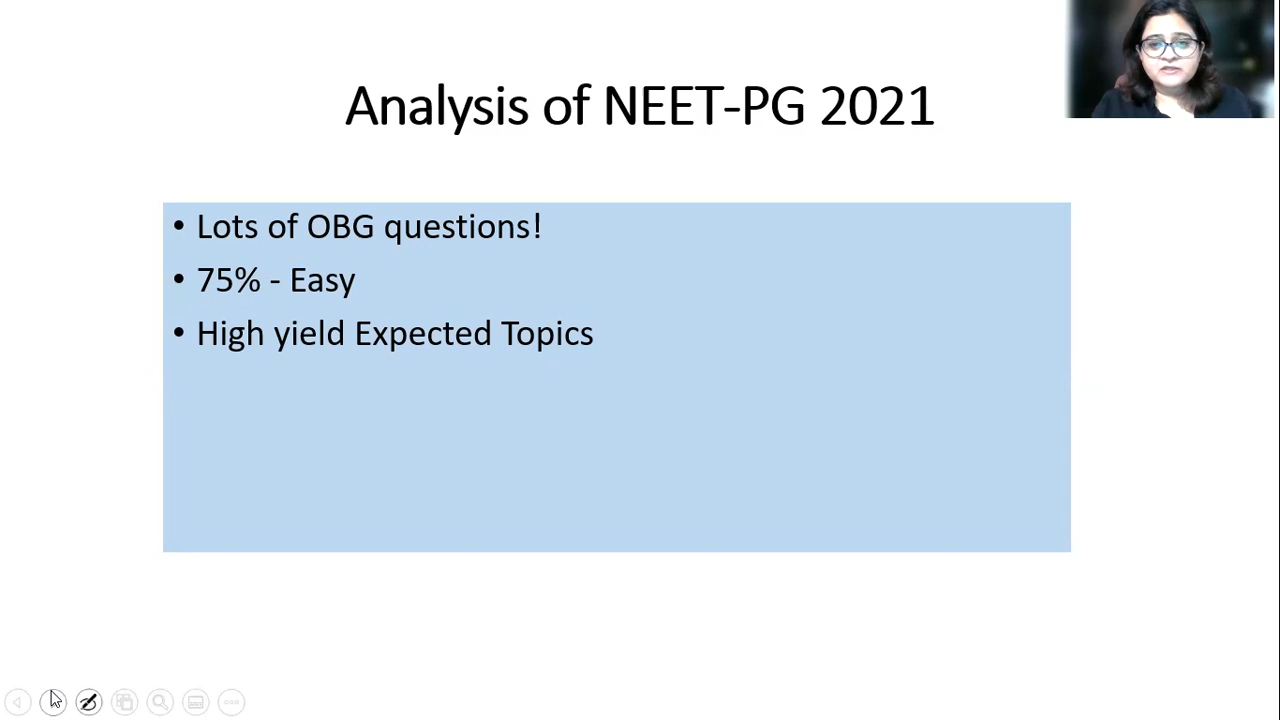 Analysis of NEET-PG 2021
• Lots of OBG questions!
• 75% - Easy
• High yield Expected Topics